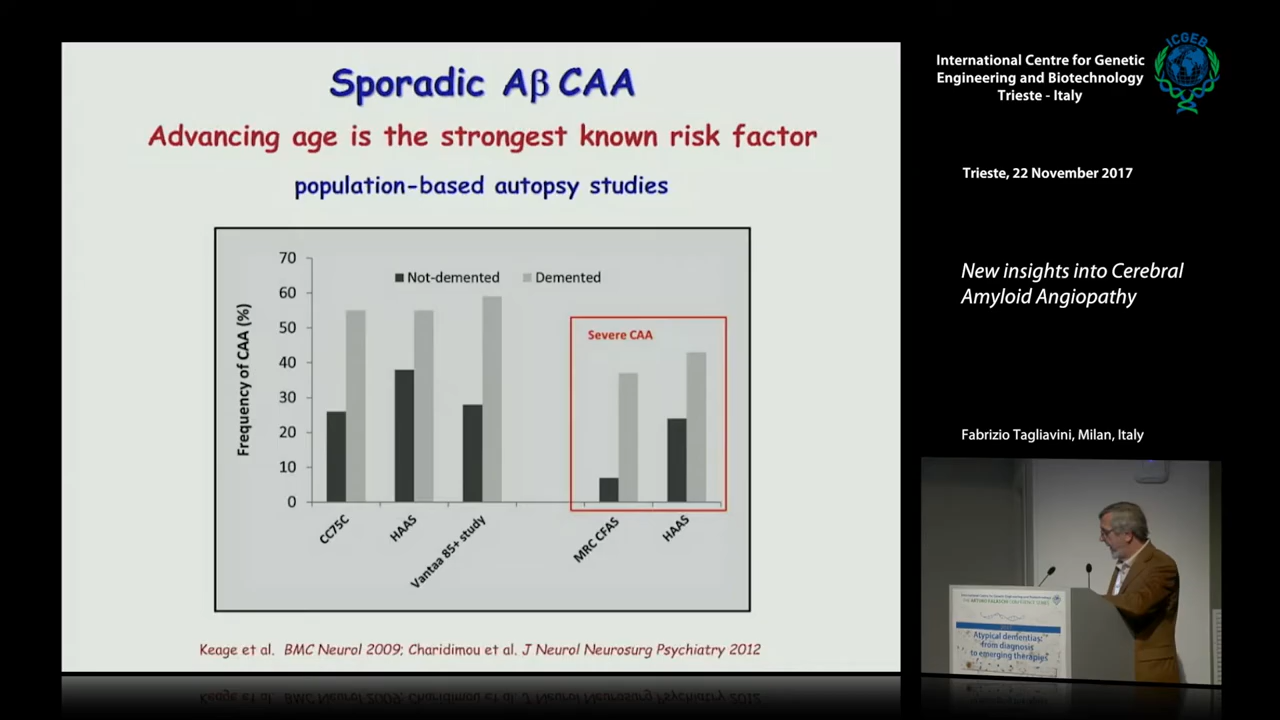 Sporadic Aβ CAA
Advancing age is the strongest known risk factor
population-based autopsy studies
Not-demented
Demented
Severe CAA
Frequency of CAA (%)
70
60
50
40
30
20
10
0
CC75C
HAAS
Vantaa 85+ study
MRC CFAS
HAAS
Keage et al. BMC Neurol 2009; Charidimou et al. J Neurol Neurosurg Psychiatry 2012
International Centre for Genetic
Engineering and Biotechnology
Trieste - Italy
ICGEB
Trieste, 22 November 2017
New insights into Cerebral
Amyloid Angiopathy
Fabrizio Tagliavini, Milan, Italy
Atypical dementias:
from diagnosis
to emerging therapies